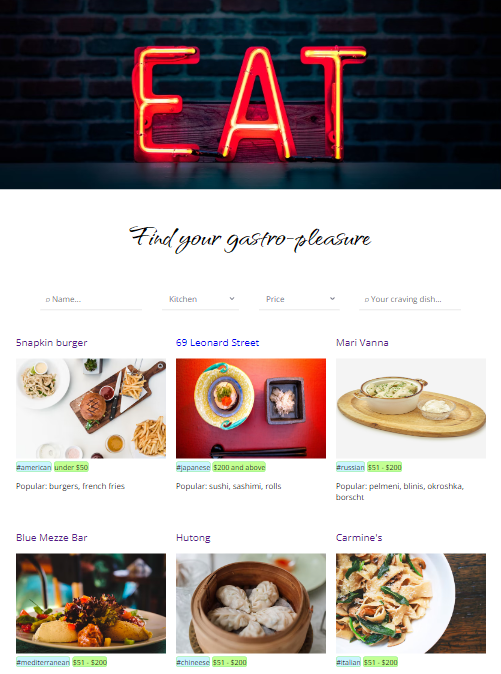 EAT
Find your gastro-pleasure
Name...
Kitchen
Price
Your craving dish...
5napkin burger
69 Leonard Street
Mari Vanna
#american under $50
#japanese $200 and above
#russian $51 - $200
Popular: burgers, french fries
Popular: sushi, sashimi, rolls
Popular: pelmeni, blinis, okroshka,
borscht
Blue Mezze Bar
Hutong
Carmine's
#mediterranean $51 - $200
#chineese $51 - $200
#italian $51 - $200